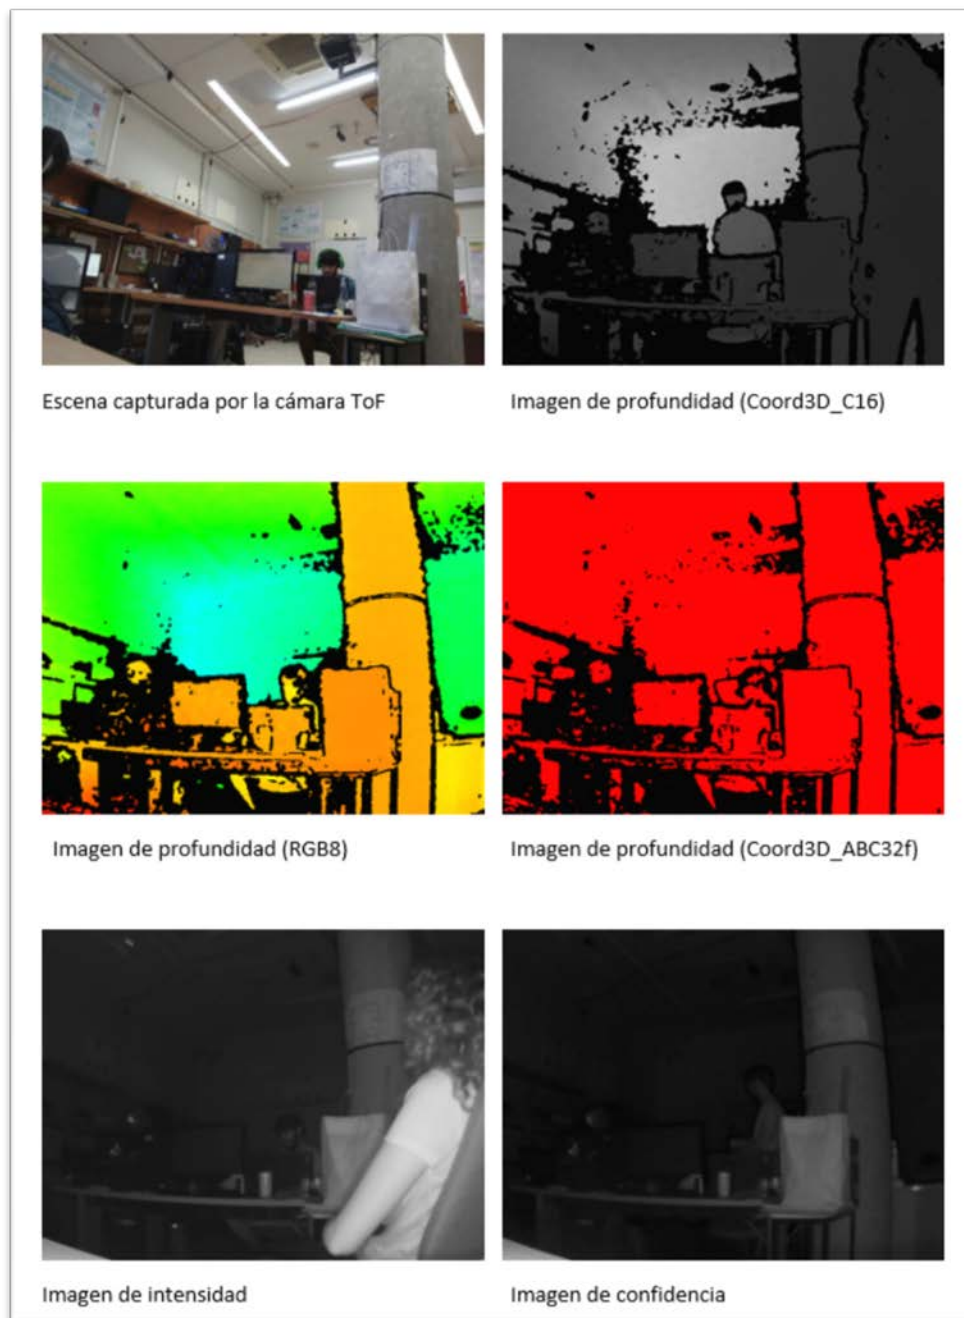 Escena capturada por la cámara ToF
Imagen de profundidad (Coord3D_C16)
Imagen de profundidad (RGB8)
Imagen de profundidad (Coord3D_ABC32f)
Imagen de intensidad
Imagen de confidencia